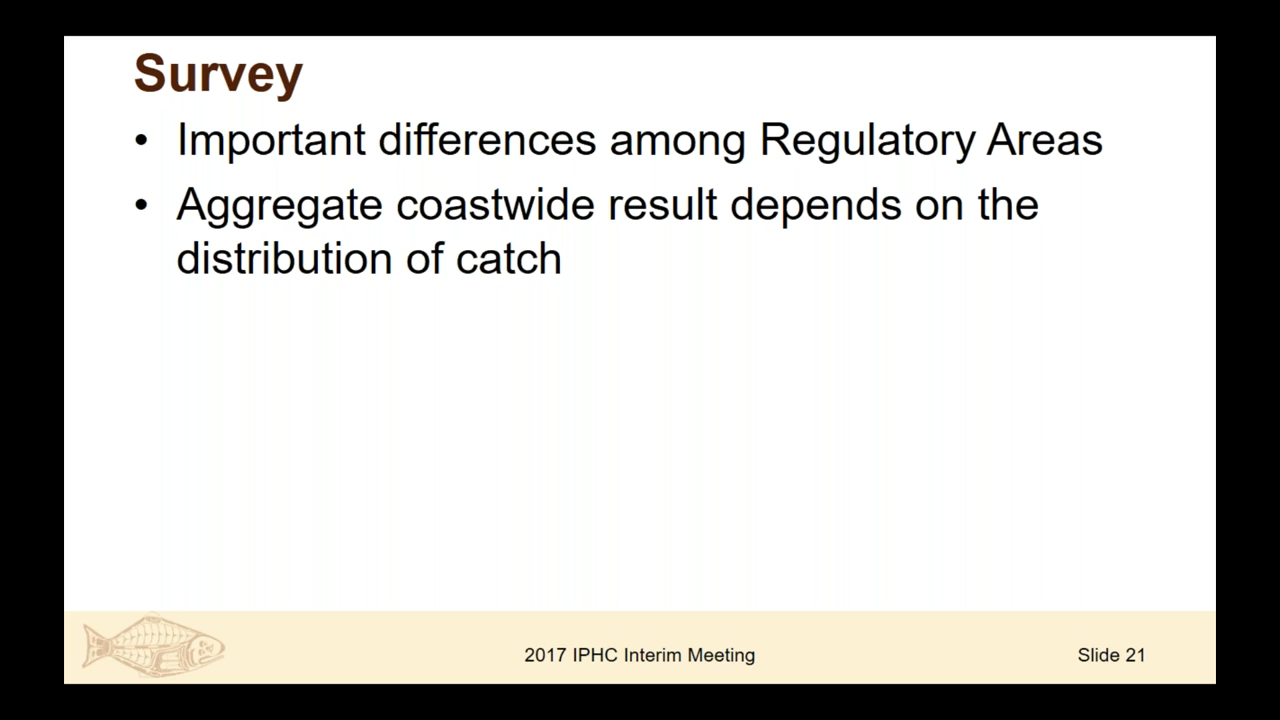 Survey
• Important differences among Regulatory Areas
• Aggregate coastwide result depends on the
distribution of catch
2017 IPHC Interim Meeting
Slide 21